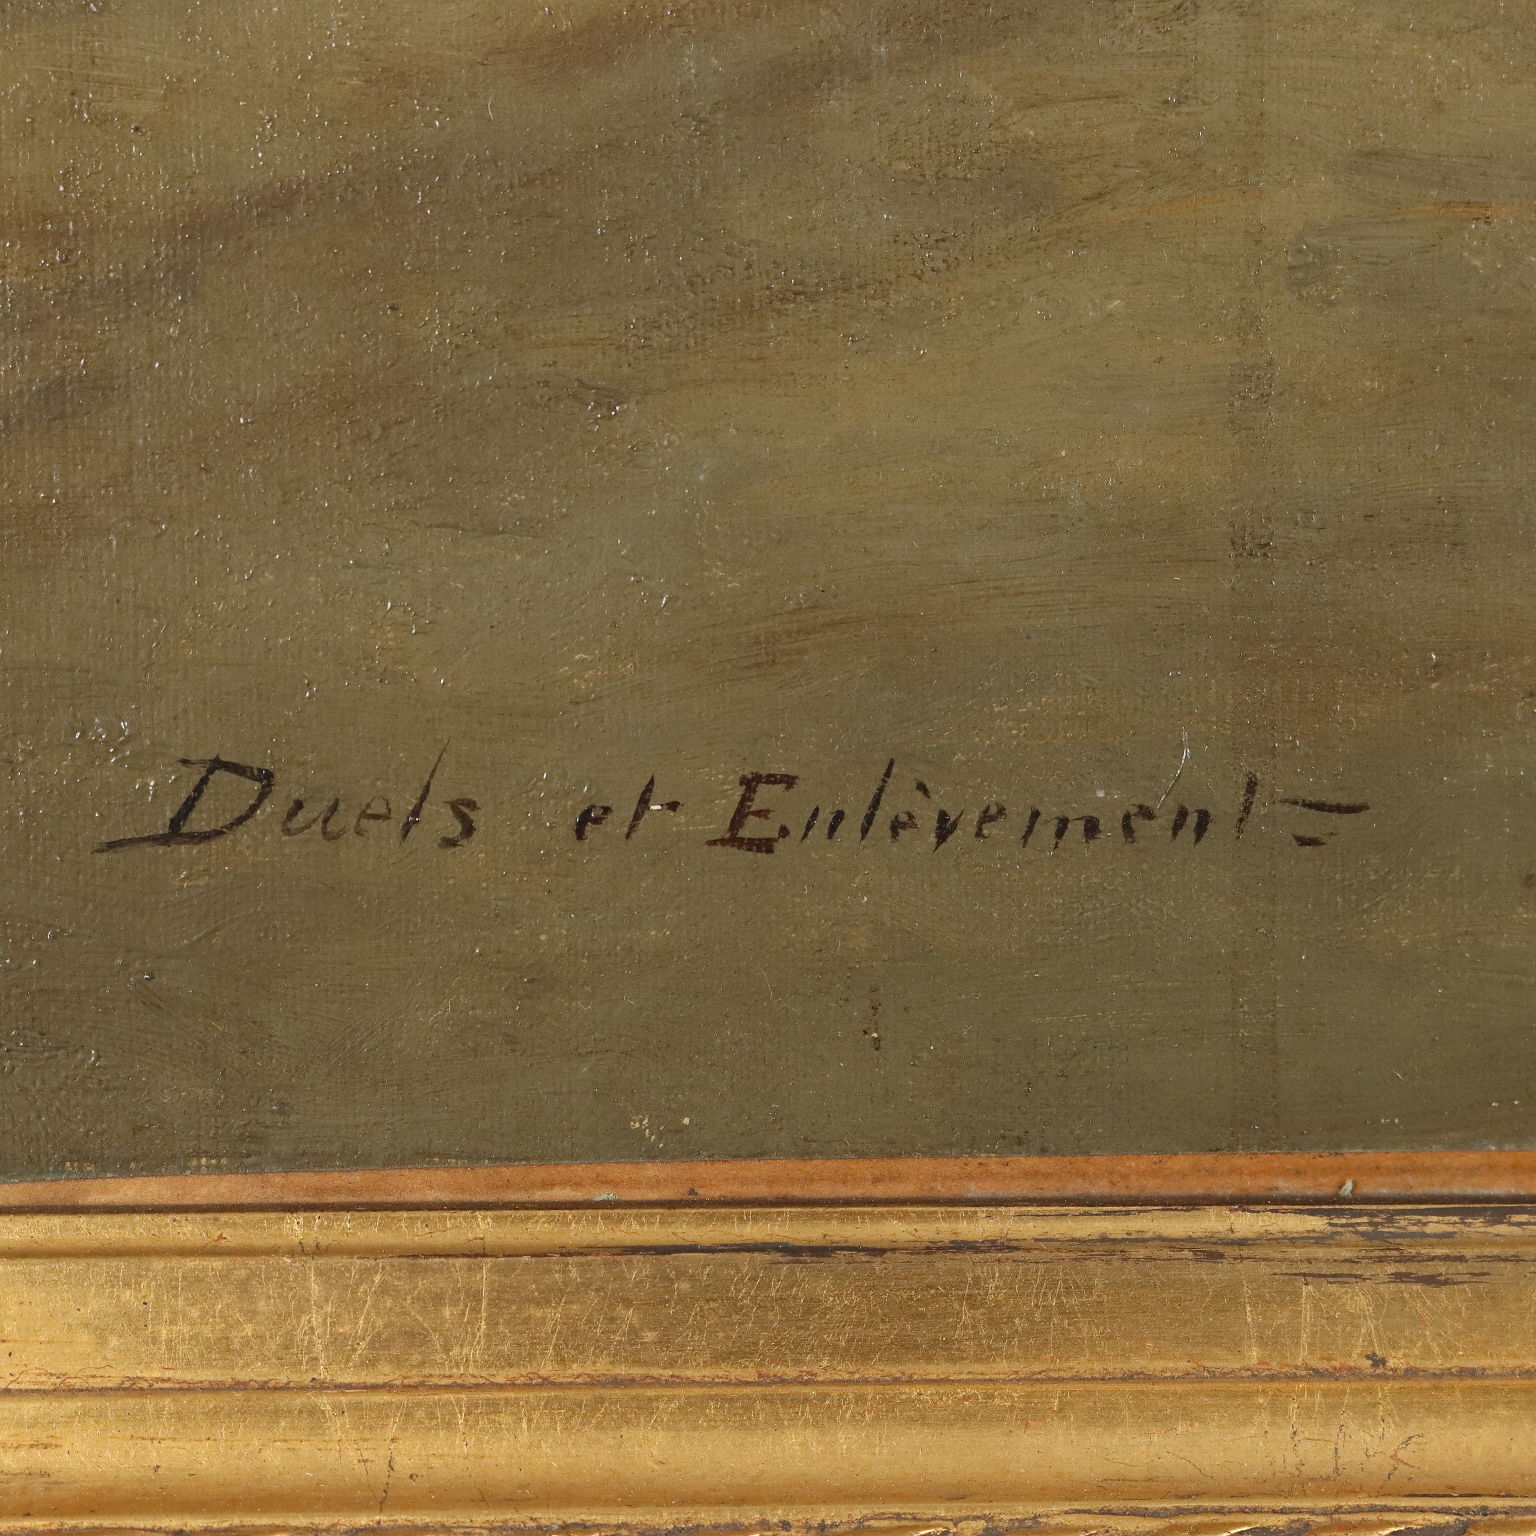 Duels et Enlèvement =